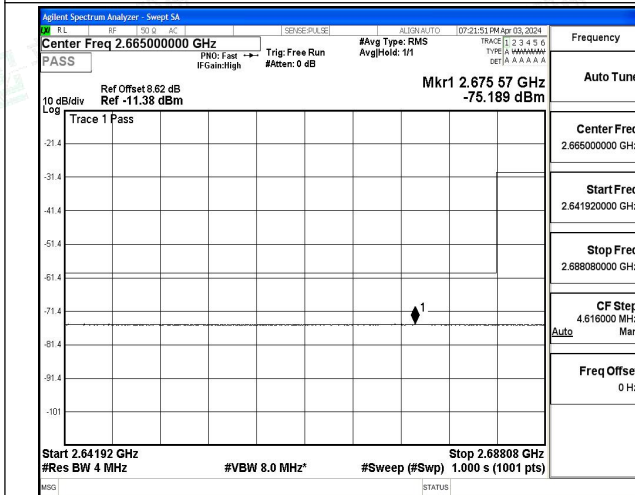 Agilent Spectrum Analyzer - Swept SA
RL RF 50 Ω AC SENSE:PULSE ALIGN AUTO 07:21:51 PM Apr 03, 2024
Center Freq 2.665000000 GHz
PASS
PNO: Fast
IFGain:High
Trig: Free Run
#Atten: 0 dB
#Avg Type: RMS
Avg|Hold: 1/1
TRACE 1 2 3 4 5 6
TYPE A WWWWW
DET A A A A A A
Ref Offset 8.62 dB
Ref -11.38 dBm
10 dB/div
Log
Mkr1 2.675 57 GHz
-75.189 dBm
Trace 1 Pass
-21.4
-31.4
-41.4
-51.4
-61.4
-71.4
-81.4
-91.4
-101
1
Start 2.64192 GHz
Stop 2.68808 GHz
#Res BW 4 MHz
#VBW 8.0 MHz*
#Sweep (#Swp) 1.000 s (1001 pts)
MSG
STATUS
Frequency
Auto Tune
Center Freq
2.665000000 GHz
Start Freq
2.641920000 GHz
Stop Freq
2.688080000 GHz
CF Step
4.616000 MHz
Auto Man
Freq Offset
0 Hz